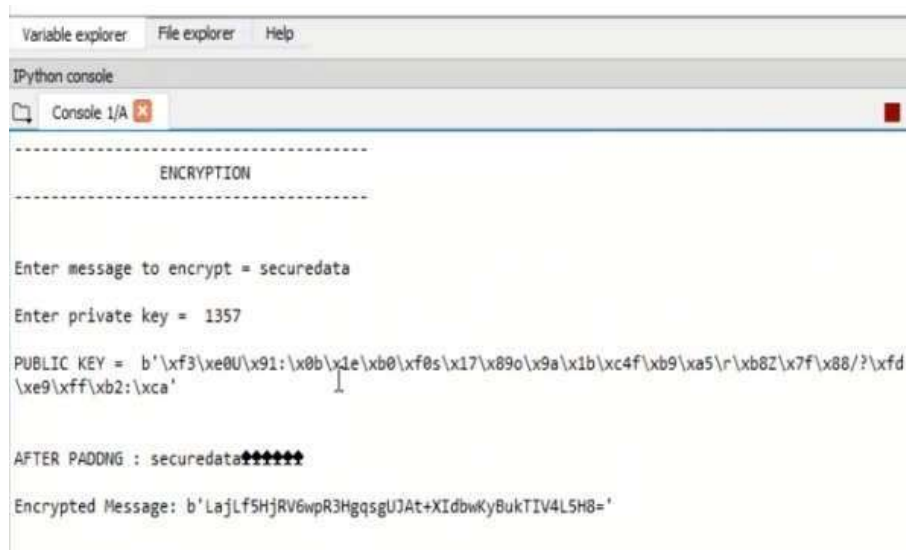 Variable explorer File explorer Help
IPython console
Console 1/A
----------------------------------------
ENCRYPTION
----------------------------------------
Enter message to encrypt = securedata
Enter private key = 1357
PUBLIC KEY = b'\xf3\xe0U\x91:\x0b\x1e\xb0\xf0s\x17\x89o\x9a\x1b\xc4f\xb9\xa5\r\xb8Z\x7f\x88/?\xfd
\xe9\xff\xb2:\xca'
AFTER PADDNG : securedata♠♠♠♠♠♠
Encrypted Message: b'LajLf5HjRV6wpR3HgqsgUJAt+XIdbwKyBukTIV4L5H8='